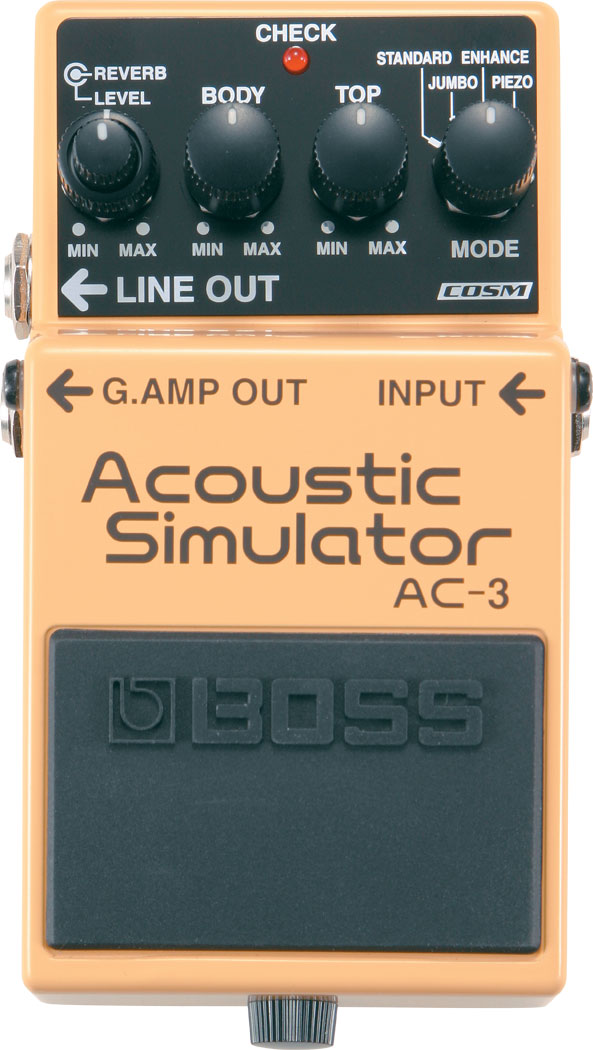 CHECK
REVERB
LEVEL
BODY
TOP
STANDARD
ENHANCE
JUMBO
PIEZO
MIN
MAX
MIN
MAX
MIN
MAX
MODE
LINE OUT
COSM
G.AMP OUT
INPUT
Acoustic
Simulator
AC-3
BOSS